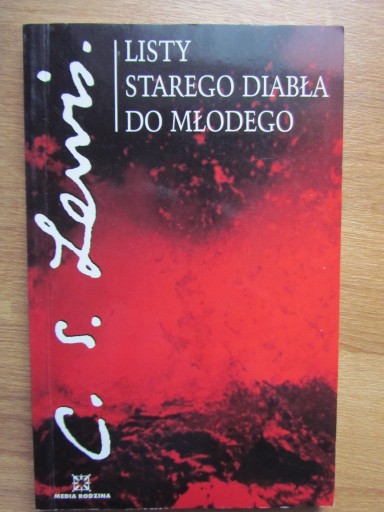 C. S. Lewis.
LISTY
STAREGO DIABŁA
DO MŁODEGO
MEDIA RODZINA